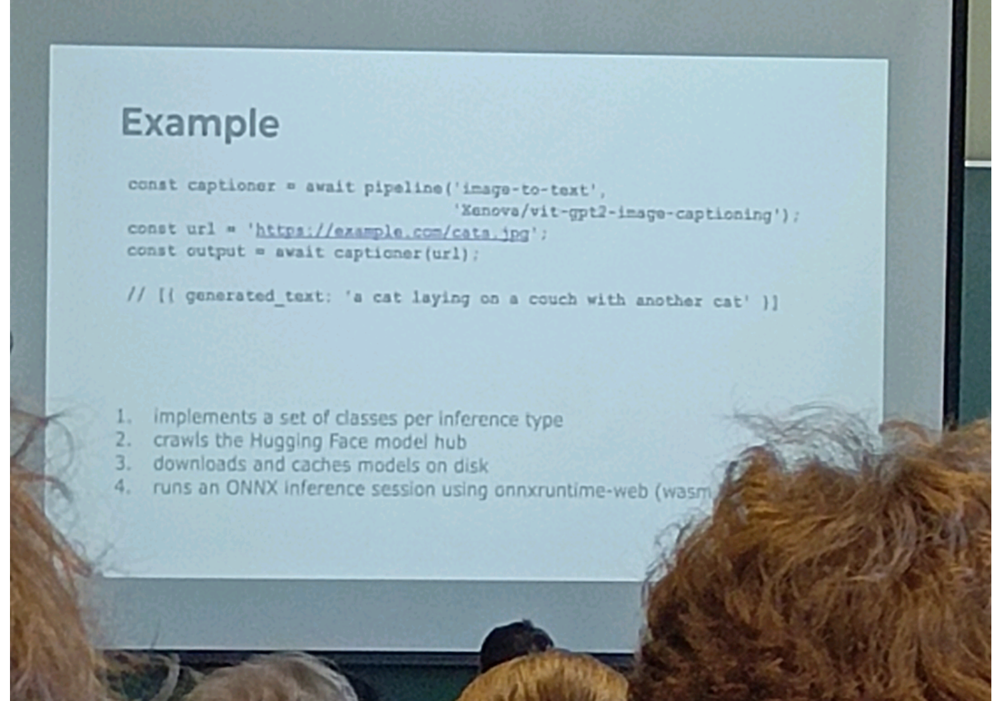 Example
const captioner = await pipeline('image-to-text',
'Xenova/vit-gpt2-image-captioning');
const url = 'https://example.com/cats.jpg';
const output = await captioner(url);
// [{ generated_text: 'a cat laying on a couch with another cat' }]
1. implements a set of classes per inference type
2. crawls the Hugging Face model hub
3. downloads and caches models on disk
4. runs an ONNX inference session using onnxruntime-web (wasm